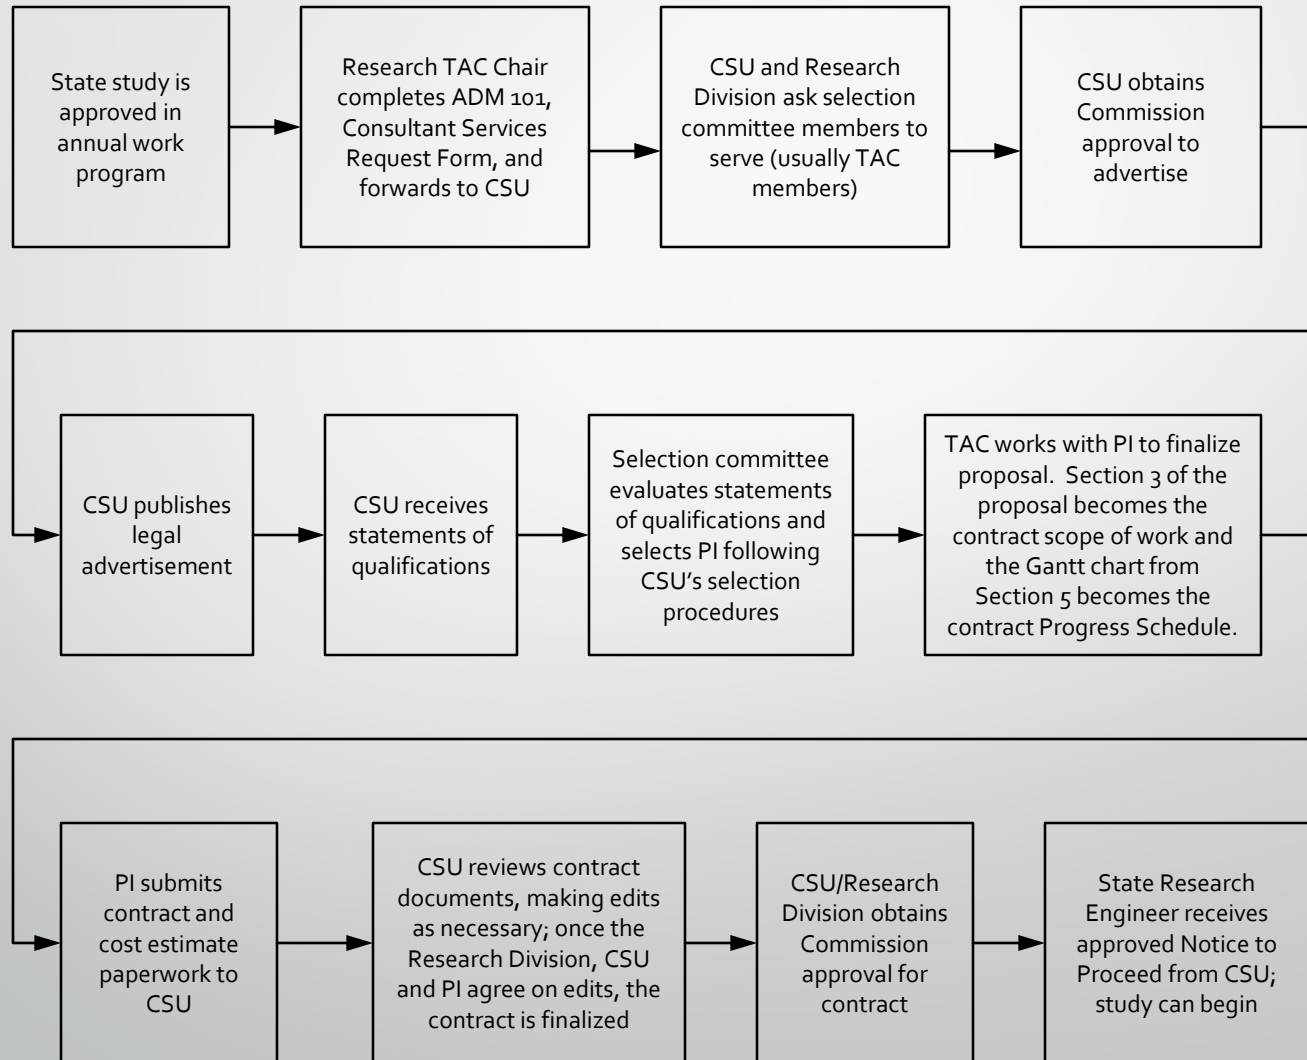 State study is
approved in
annual work
program
Research TAC Chair
completes ADM 101,
Consultant Services
Request Form, and
forwards to CSU
CSU and Research
Division ask selection
committee members to
serve (usually TAC
members)
CSU obtains
Commission
approval to
advertise
CSU publishes
legal
advertisement
CSU receives
statements of
qualifications
Selection committee
evaluates statements
of qualifications and
selects PI following
CSU's selection
procedures
TAC works with PI to finalize
proposal.  Section 3 of the
proposal becomes the
contract scope of work and
the Gantt chart from
Section 5 becomes the
contract Progress Schedule.
PI submits
contract and
cost estimate
paperwork to
CSU
CSU reviews contract
documents, making edits
as necessary; once the
Research Division, CSU
and PI agree on edits, the
contract is finalized
CSU/Research
Division obtains
Commission
approval for
contract
State Research
Engineer receives
approved Notice to
Proceed from CSU;
study can begin